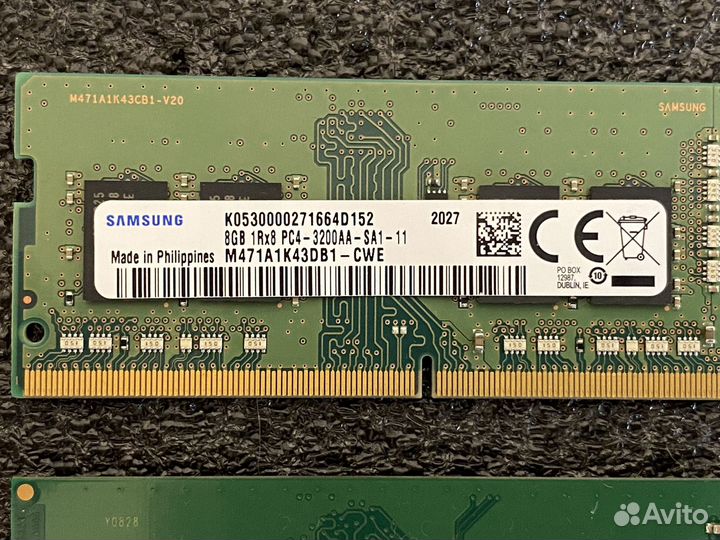 M471A1K43CB1-V20
SAMSUNG
SAMSUNG
K0530000271664D152
2027
8GB 1Rx8 PC4-3200AA-SA1-11
Made in Philippines
M471A1K43DB1-CWE
CE
PO BOX
12987,
DUBLIN, IE
10
Y0828
Avito